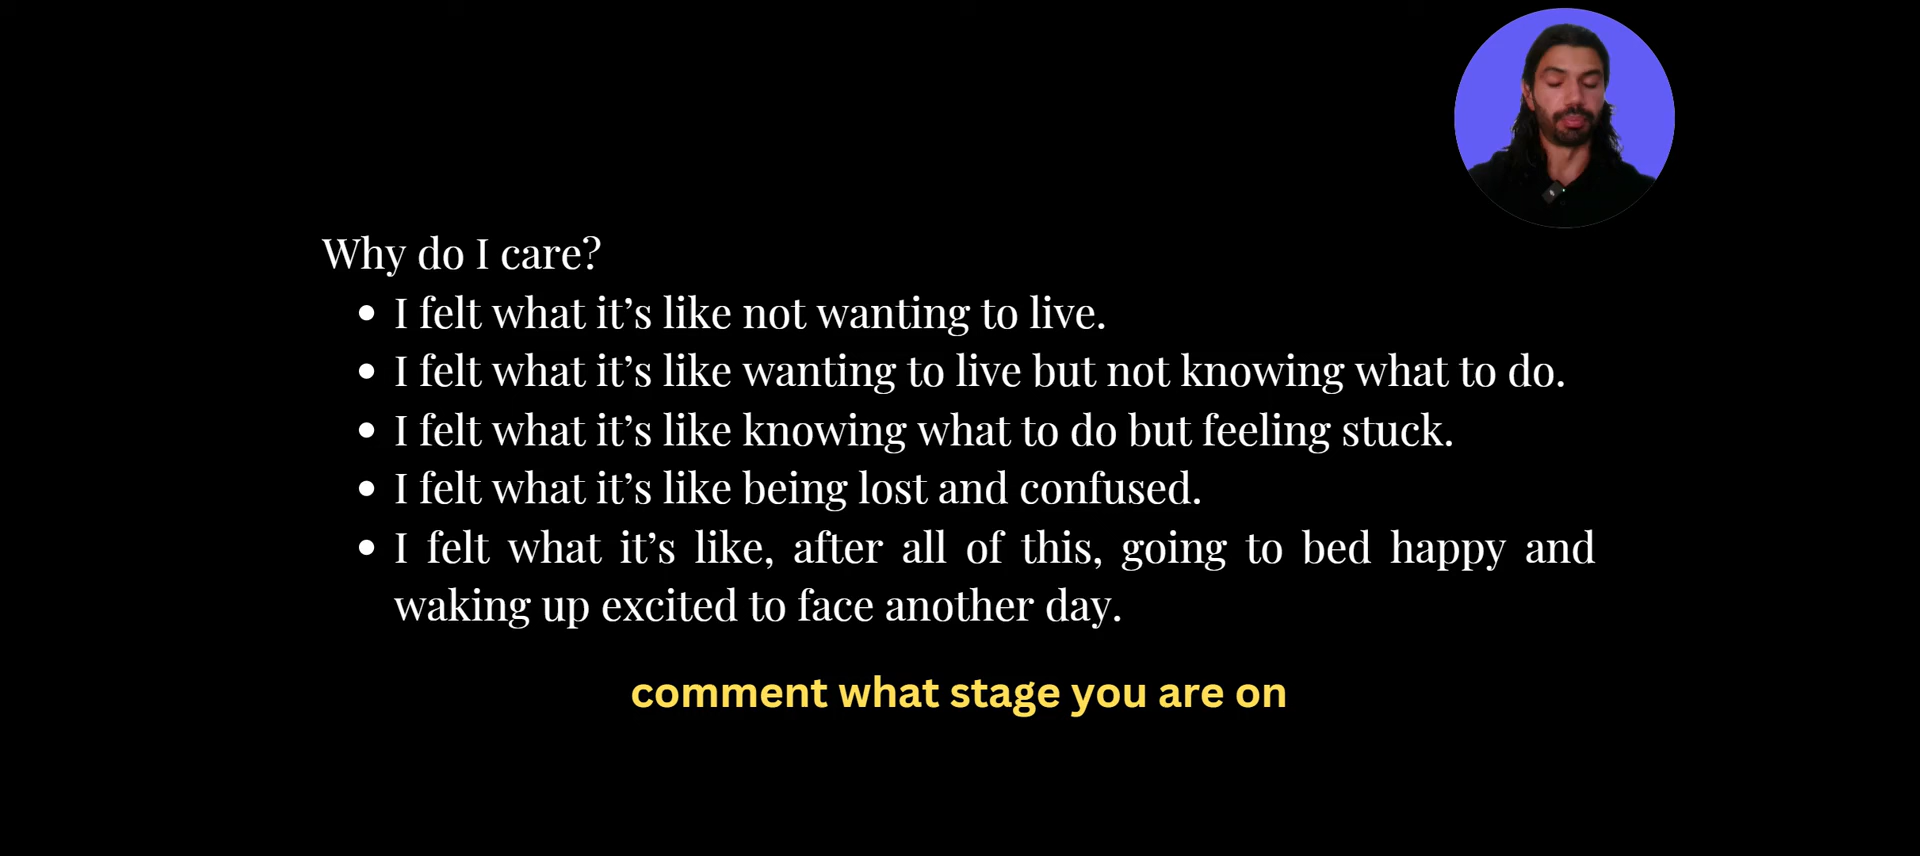 Why do I care?
• I felt what it’s like not wanting to live.
• I felt what it’s like wanting to live but not knowing what to do.
• I felt what it’s like knowing what to do but feeling stuck.
• I felt what it’s like being lost and confused.
• I felt what it’s like, after all of this, going to bed happy and
waking up excited to face another day.
comment what stage you are on